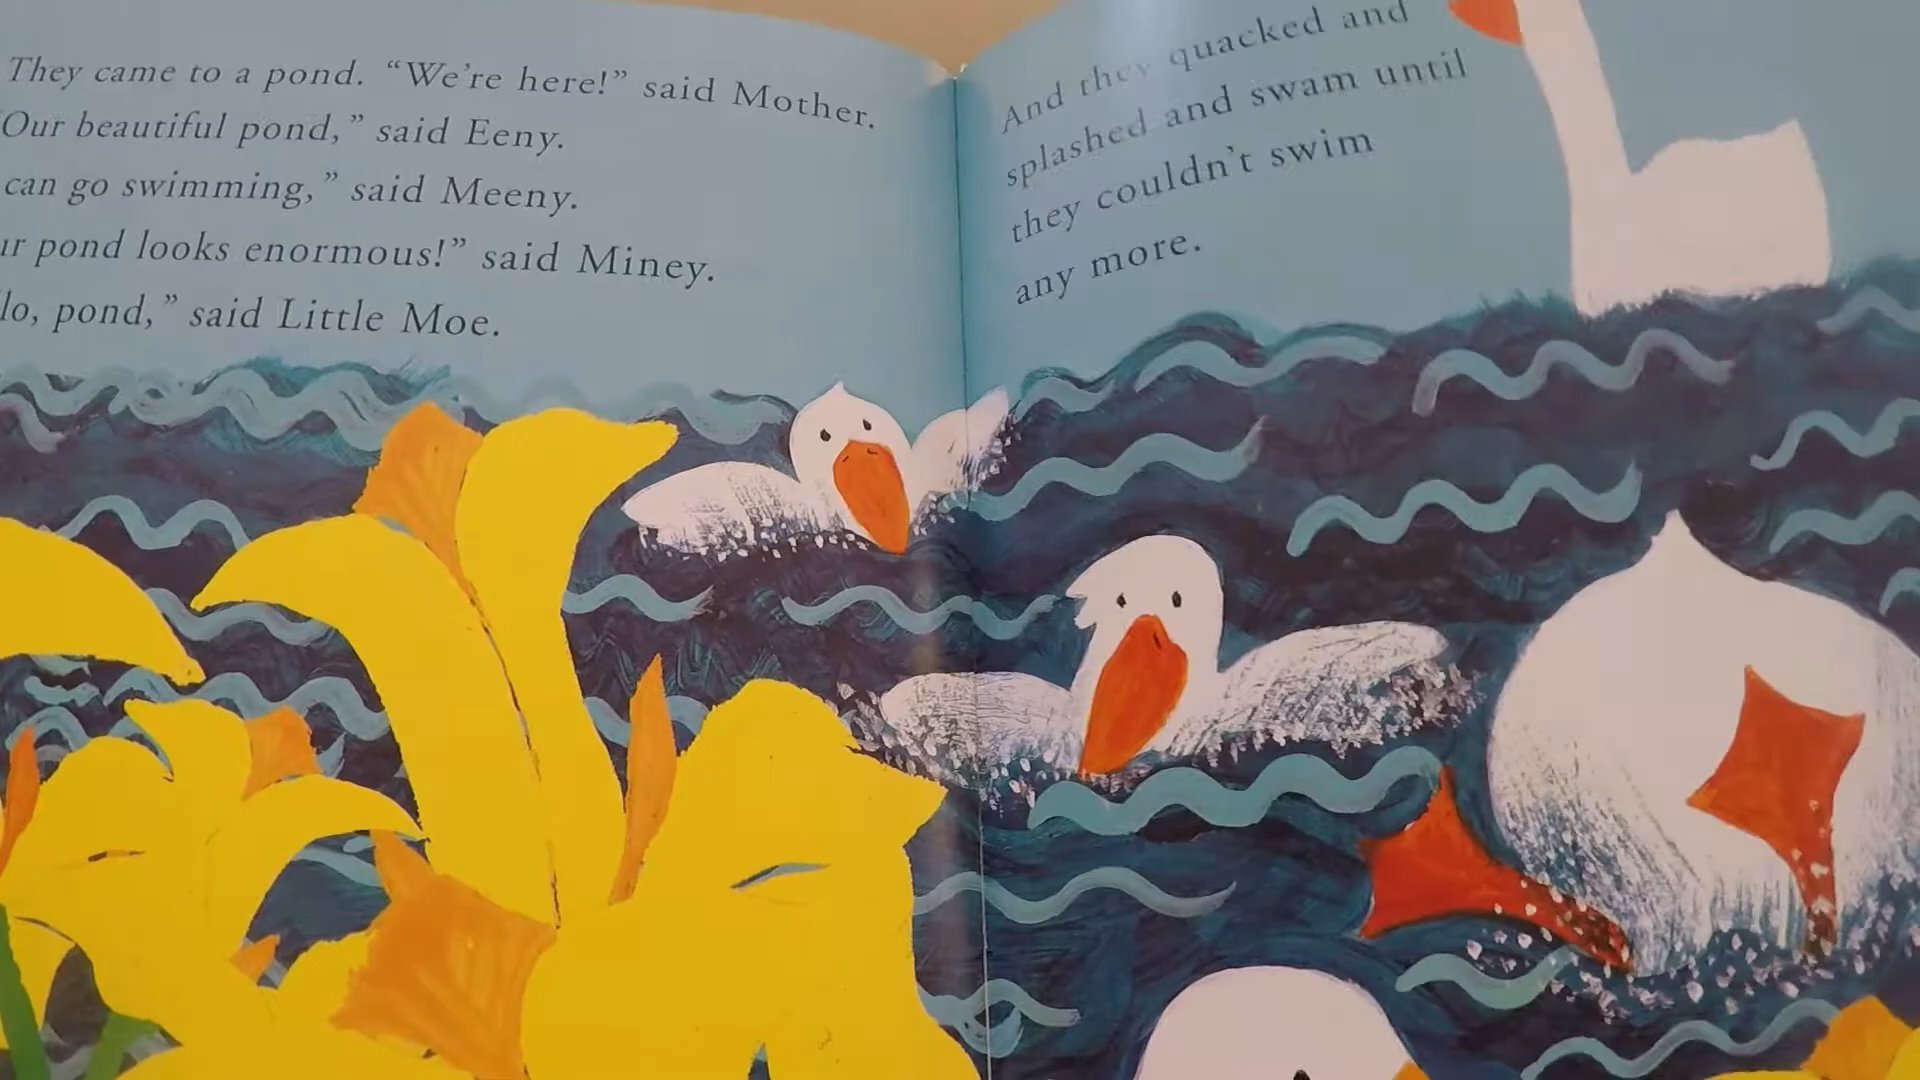 They came to a pond. “We’re here!” said Mother.
“Our beautiful pond,” said Eeny.
can go swimming,” said Meeny.
pond looks enormous!” said Miney.
pond,” said Little Moe.
And they quacked and
splashed and swam until
they couldn’t swim
any more.